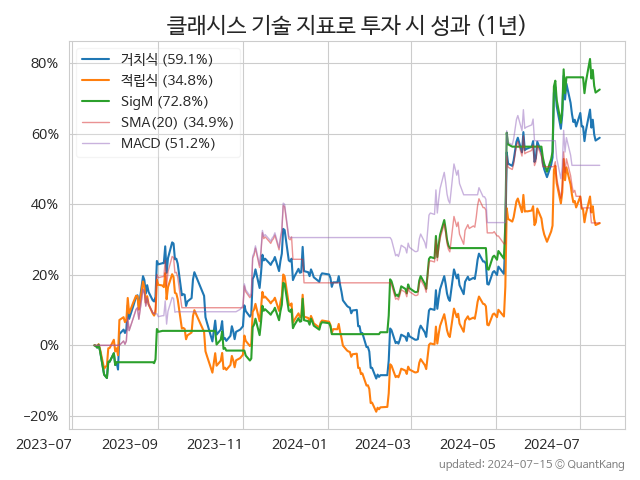 클래시스 기술 지표로 투자 시 성과 (1년)
거치식 (59.1%)
적립식 (34.8%)
SigM (72.8%)
SMA(20) (34.9%)
MACD (51.2%)
80%
60%
40%
20%
0%
−20%
2023-07 2023-09 2023-11 2024-01 2024-03 2024-05 2024-07
updated: 2024-07-15 © QuantKang